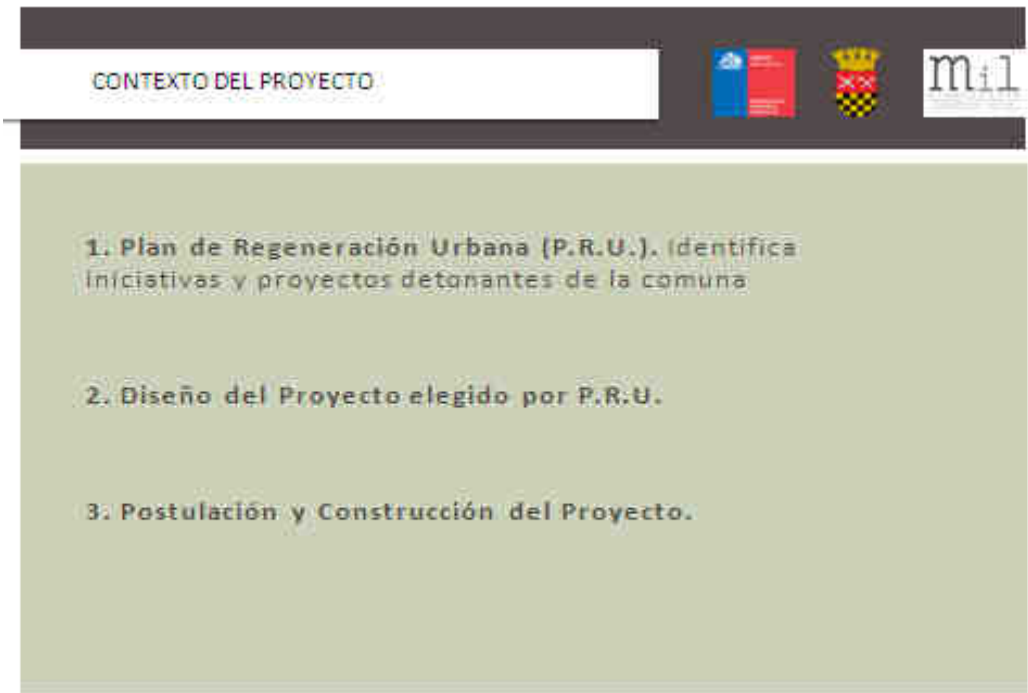 CONTEXTO DEL PROYECTO
mil
1. Plan de Regeneración Urbana (P.R.U.). Identifica
iniciativas y proyectos detonantes de la comuna
2. Diseño del Proyecto elegido por P.R.U.
3. Postulación y Construcción del Proyecto.